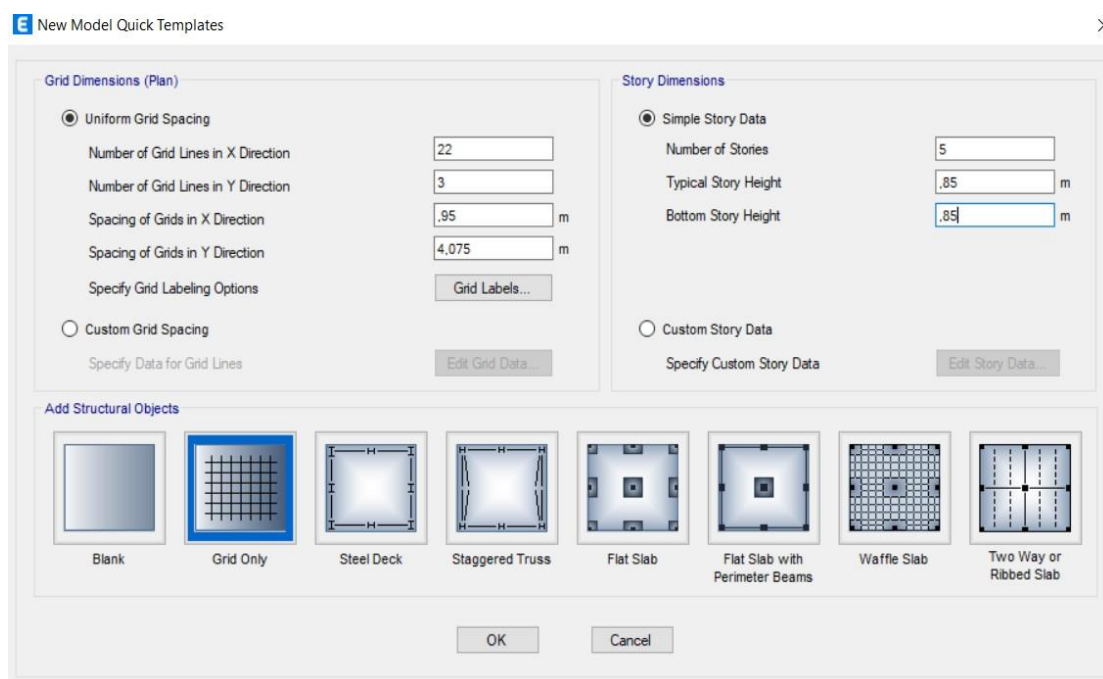 E New Model Quick Templates
Grid Dimensions (Plan)
Uniform Grid Spacing
Number of Grid Lines in X Direction 22
Number of Grid Lines in Y Direction 3
Spacing of Grids in X Direction ,95 m
Spacing of Grids in Y Direction 4,075 m
Specify Grid Labeling Options Grid Labels...
Custom Grid Spacing
Specify Data for Grid Lines Edit Grid Data...
Story Dimensions
Simple Story Data
Number of Stories 5
Typical Story Height ,85 m
Bottom Story Height ,85 m
Custom Story Data
Specify Custom Story Data Edit Story Data...
Add Structural Objects
Blank
Grid Only
Steel Deck
Staggered Truss
Flat Slab
Flat Slab with
Perimeter Beams
Waffle Slab
Two Way or
Ribbed Slab
OK Cancel